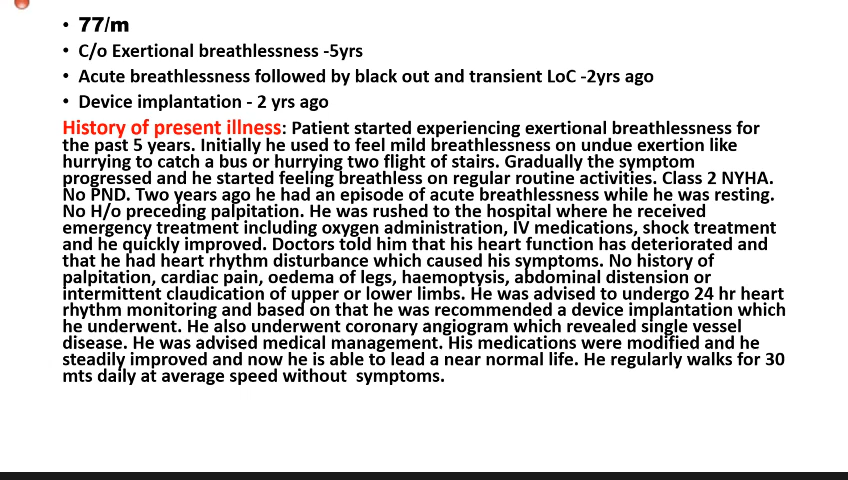 • 77/m
• C/o Exertional breathlessness -5yrs
• Acute breathlessness followed by black out and transient LoC -2yrs ago
• Device implantation - 2 yrs ago
History of present illness: Patient started experiencing exertional breathlessness for
the past 5 years. Initially he used to feel mild breathlessness on undue exertion like
hurrying to catch a bus or hurrying two flight of stairs. Gradually the symptom
progressed and he started feeling breathless on regular routine activities. Class 2 NYHA.
No PND. Two years ago he had an episode of acute breathlessness while he was resting.
No H/o preceding palpitation. He was rushed to the hospital where he received
emergency treatment including oxygen administration, IV medications, shock treatment
and he quickly improved. Doctors told him that his heart function has deteriorated and
that he had heart rhythm disturbance which caused his symptoms. No history of
palpitation, cardiac pain, oedema of legs, haemoptysis, abdominal distension or
intermittent claudication of upper or lower limbs. He was advised to undergo 24 hr heart
rhythm monitoring and based on that he was recommended a device implantation which
he underwent. He also underwent coronary angiogram which revealed single vessel
disease. He was advised medical management. His medications were modified and he
steadily improved and now he is able to lead a near normal life. He regularly walks for 30
mts daily at average speed without  symptoms.